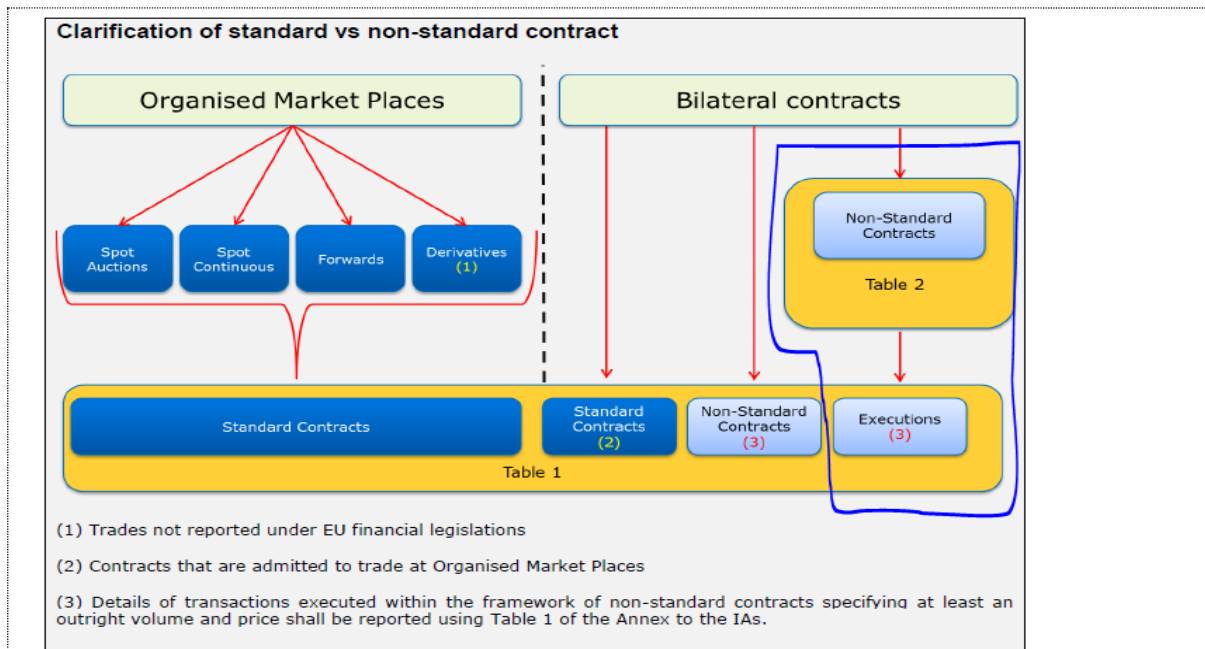 Clarification of standard vs non-standard contract
Organised Market Places
Bilateral contracts
Non-Standard
Contracts
Table 2
Spot
Auctions
Spot
Continuous
Forwards
Derivatives
(1)
Standard Contracts
Standard
Contracts
(2)
Non-Standard
Contracts
(3)
Executions
(3)
Table 1
(1) Trades not reported under EU financial legislations
(2) Contracts that are admitted to trade at Organised Market Places
(3) Details of transactions executed within the framework of non-standard contracts specifying at least an
outright volume and price shall be reported using Table 1 of the Annex to the IAs.